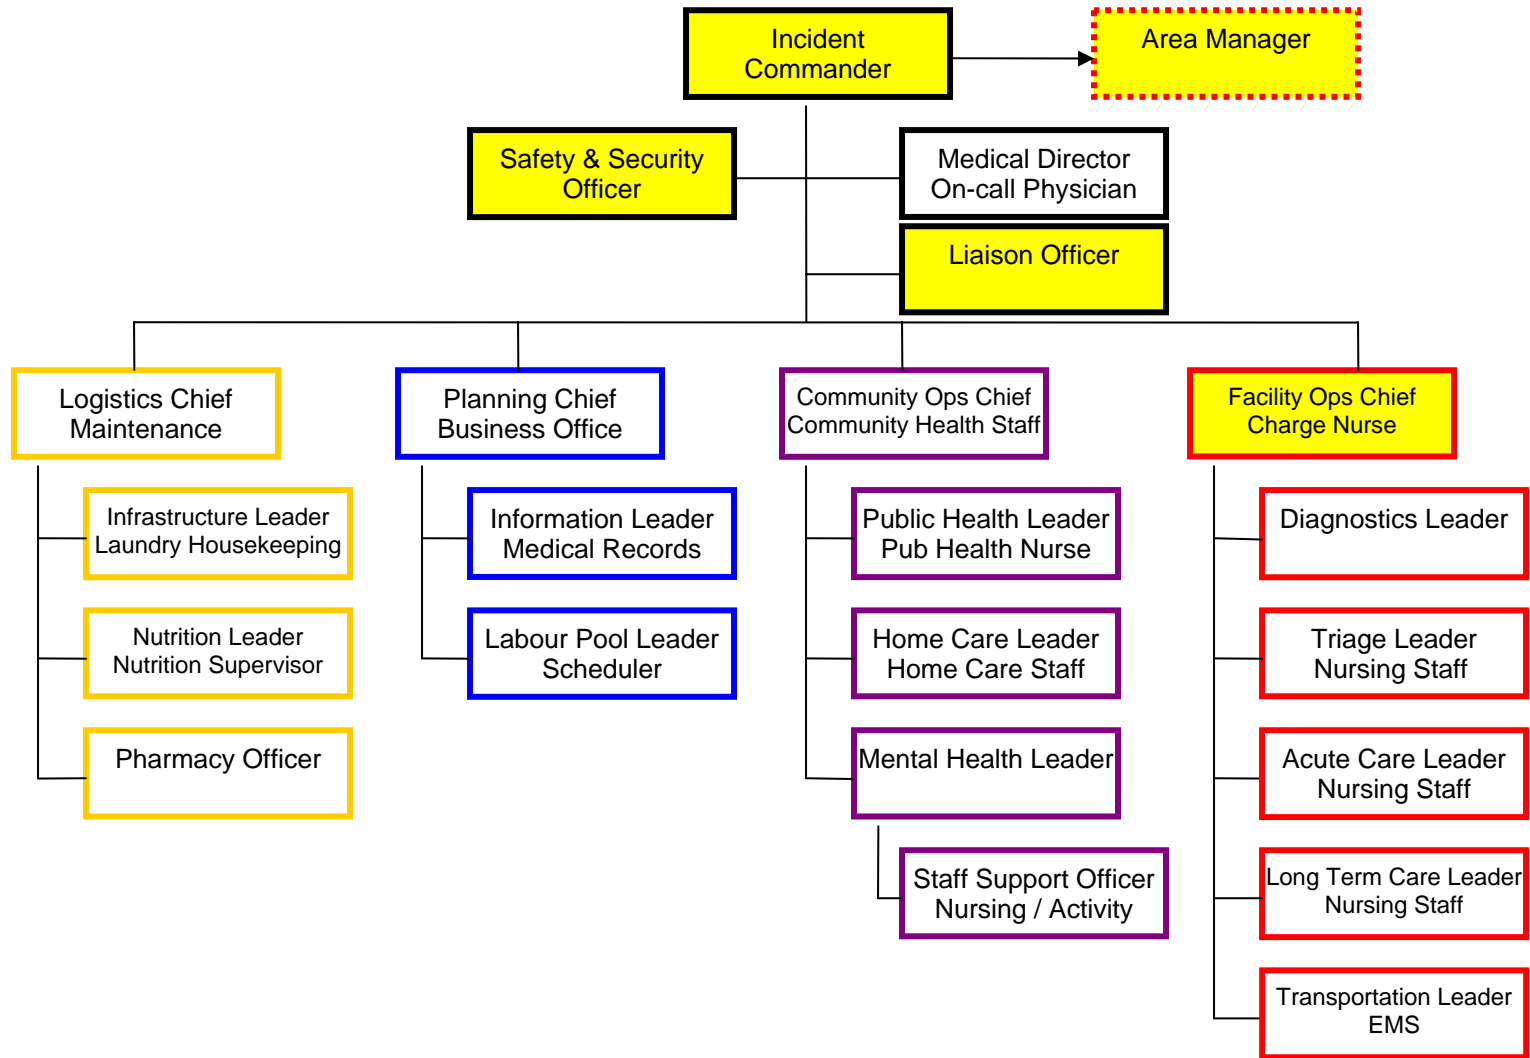 Incident
Commander
Area Manager
Safety & Security
Officer
Medical Director
On-call Physician
Liaison Officer
Logistics Chief
Maintenance
Planning Chief
Business Office
Community Ops Chief
Community Health Staff
Facility Ops Chief
Charge Nurse
Infrastructure Leader
Laundry Housekeeping
Information Leader
Medical Records
Public Health Leader
Pub Health Nurse
Diagnostics Leader
Nutrition Leader
Nutrition Supervisor
Labour Pool Leader
Scheduler
Home Care Leader
Home Care Staff
Triage Leader
Nursing Staff
Pharmacy Officer
Mental Health Leader
Acute Care Leader
Nursing Staff
Staff Support Officer
Nursing / Activity
Long Term Care Leader
Nursing Staff
Transportation Leader
EMS